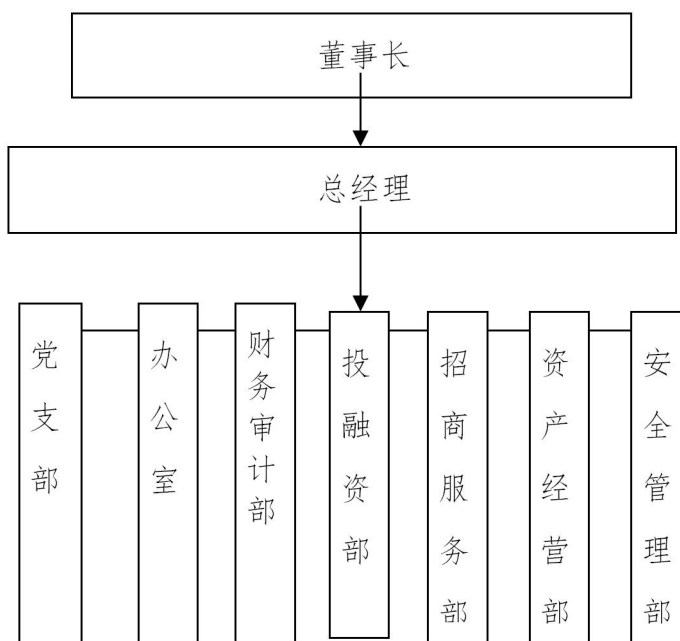 董事长
总经理
党支部
办公室
财务审计部
投融资部
招商服务部
资产经营部
安全管理部